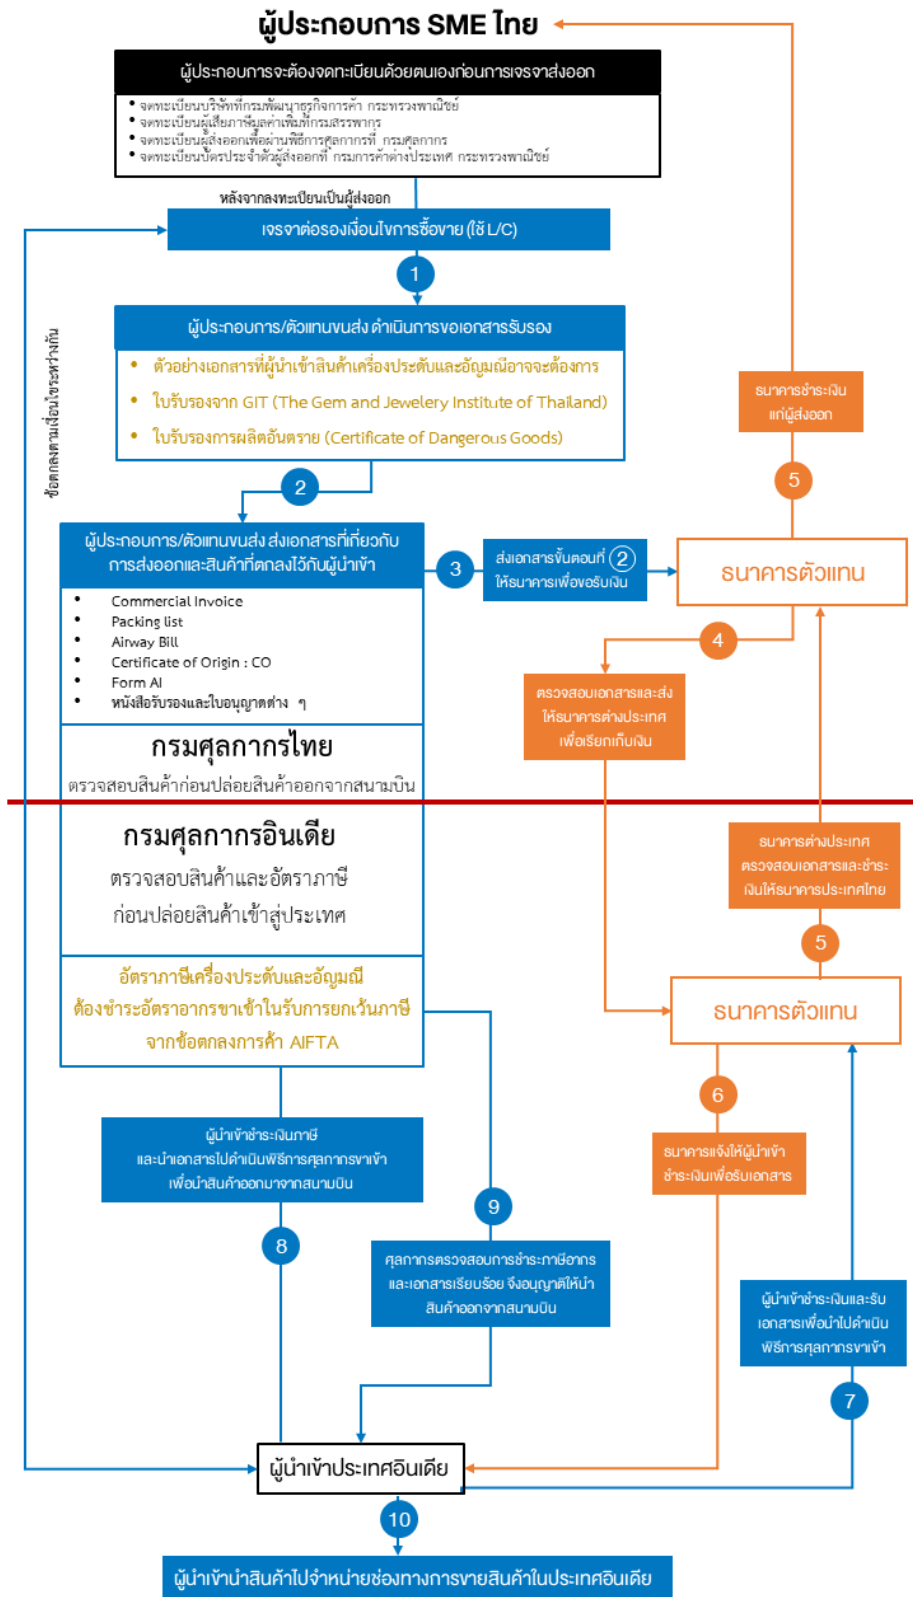 ผู้ประกอบการ SME ไทย
ผู้ประกอบการจะต้องจดทะเบียนด้วยตนเองก่อนการเจรจาส่งออก
• จดทะเบียนบริษัทที่กรมพัฒนาธุรกิจการค้า กระทรวงพาณิชย์
• จดทะเบียนผู้เสียภาษีมูลค่าเพิ่มที่กรมสรรพากร
• จดทะเบียนผู้ส่งออกเพื่อผ่านพิธีการศุลกากรที่ กรมศุลกากร
• จดทะเบียนบัตรประจำตัวผู้ส่งออกที่ กรมการค้าต่างประเทศ กระทรวงพาณิชย์
หลังจากลงทะเบียนเป็นผู้ส่งออก
เจรจาต่อรองเงื่อนไขการซื้อขาย (ใช้ L/C)
1
ข้อตกลงตามเงื่อนไขระหว่างกัน
ผู้ประกอบการ/ตัวแทนขนส่ง ดำเนินการขอเอกสารรับรอง
• ตัวอย่างเอกสารที่ผู้นำเข้าสินค้าเครื่องประดับและอัญมณีอาจจะต้องการ
• ใบรับรองจาก GIT (The Gem and Jewelery Institute of Thailand)
• ใบรับรองการผลิตอันตราย (Certificate of Dangerous Goods)
ธนาคารชำระเงิน
แก่ผู้ส่งออก
5
2
ผู้ประกอบการ/ตัวแทนขนส่ง ส่งเอกสารที่เกี่ยวกับ
การส่งออกและสินค้าที่ตกลงไว้กับผู้นำเข้า
3
ส่งเอกสารขั้นตอนที่ 2
ให้ธนาคารเพื่อขอรับเงิน
ธนาคารตัวแทน
• Commercial Invoice
• Packing list
• Airway Bill
• Certificate of Origin : CO
• Form AI
• หนังสือรับรองและใบอนุญาตต่าง ๆ
4
ตรวจสอบเอกสารและส่ง
ให้ธนาคารต่างประเทศ
เพื่อเรียกเก็บเงิน
กรมศุลกากรไทย
ตรวจสอบสินค้าก่อนปล่อยสินค้าออกจากสนามบิน
กรมศุลกากรอินเดีย
ตรวจสอบสินค้าและอัตราภาษี
ก่อนปล่อยสินค้าเข้าสู่ประเทศ
ธนาคารต่างประเทศ
ตรวจสอบเอกสารและชำระ
เงินให้ธนาคารประเทศไทย
5
อัตราภาษีเครื่องประดับและอัญมณี
ต้องชำระอัตราอากรขาเข้าในรับการยกเว้นภาษี
จากข้อตกลงการค้า AIFTA
ธนาคารตัวแทน
6
ผู้นำเข้าชำระเงินภาษี
และนำเอกสารไปดำเนินพิธีการศุลกากรขาเข้า
เพื่อนำสินค้าออกมาจากสนามบิน
ธนาคารแจ้งให้ผู้นำเข้า
ชำระเงินเพื่อรับเอกสาร
9
8
ศุลกากรตรวจสอบการชำระภาษีอากร
และเอกสารเรียบร้อย จึงอนุญาติให้นำ
สินค้าออกจากสนามบิน
ผู้นำเข้าชำระเงินและรับ
เอกสารเพื่อนำไปดำเนิน
พิธีการศุลกากรขาเข้า
7
ผู้นำเข้าประเทศอินเดีย
10
ผู้นำเข้านำสินค้าไปจำหน่ายช่องทางการขายสินค้าในประเทศอินเดีย